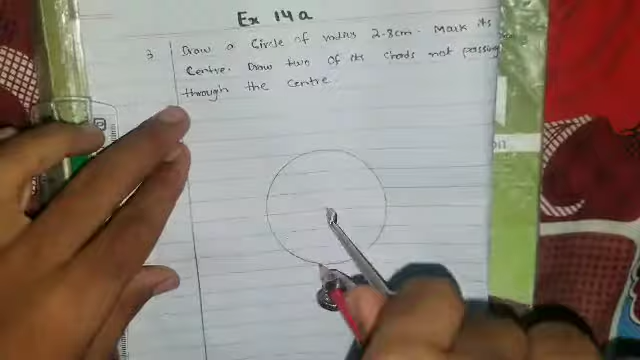 Ex 14a
3 Draw a Circle of radius 2.8cm. Mark its
Centre. Draw two of its chods not passing
through the Centre